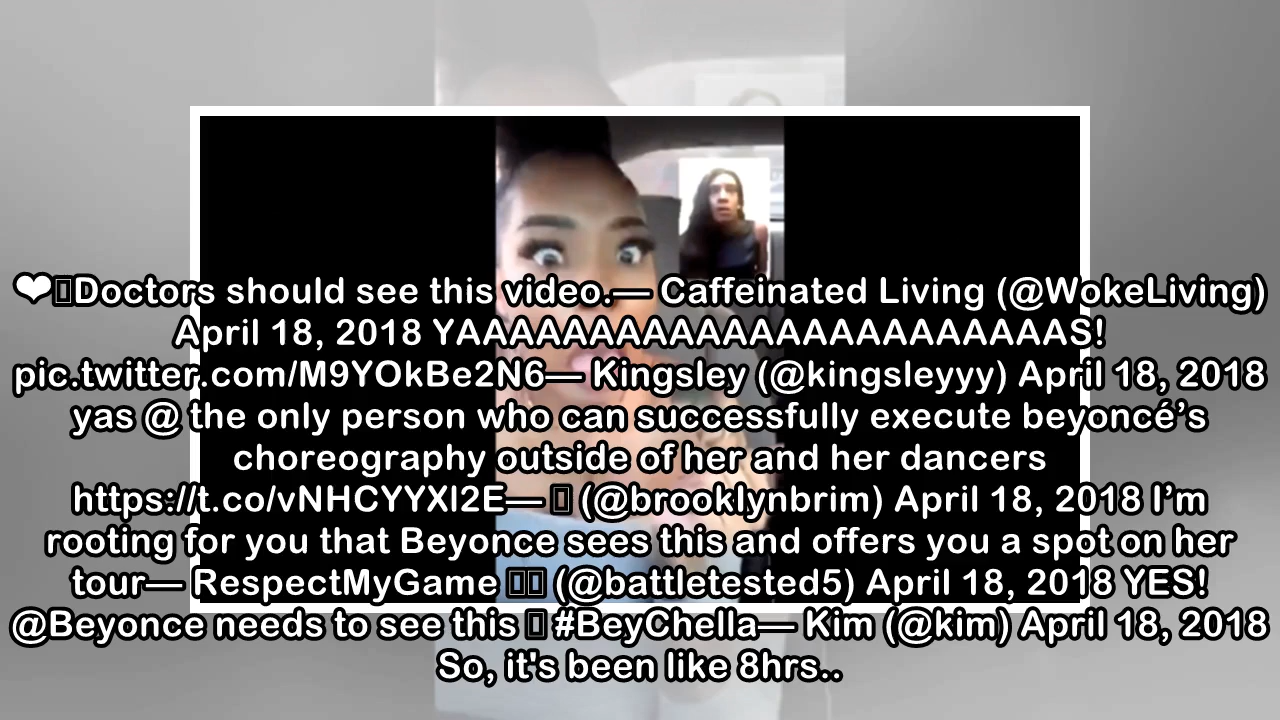 ❤▯Doctors should see this video.— Caffeinated Living (@WokeLiving)
April 18, 2018 YAAAAAAAAAAAAAAAAAAAAAAAAS!
pic.twitter.com/M9YOkBe2N6— Kingsley (@kingsleyyy) April 18, 2018
yas @ the only person who can successfully execute beyoncé’s
choreography outside of her and her dancers
https://t.co/vNHCYYXl2E— ▯ (@brooklynbrim) April 18, 2018 I’m
rooting for you that Beyonce sees this and offers you a spot on her
tour— RespectMyGame ▯▯ (@battletested5) April 18, 2018 YES!
@Beyonce needs to see this ▯ #BeyChella— Kim (@kim) April 18, 2018
So, it's been like 8hrs..